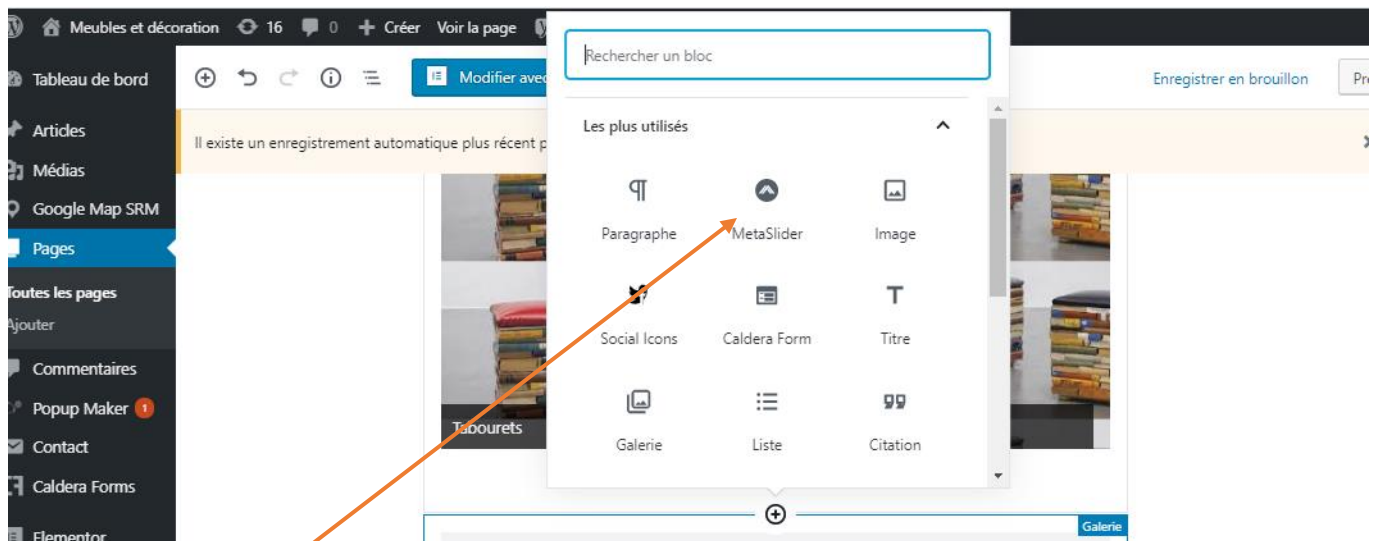 Meubles et décoration 16 0 + Créer Voir la page
Rechercher un bloc
Tableau de bord
Modifier avec
Enregistrer en brouillon
Articles
Les plus utilisés
Il existe un enregistrement automatique plus récent p
Médias
Google Map SRM
Paragraphe MetaSlider Image
Pages
Toutes les pages
Ajouter
Social Icons Caldera Form Titre
Commentaires
Popup Maker 1
Tabourets
Galerie Liste Citation
Contact
Caldera Forms
Galerie
Elementor